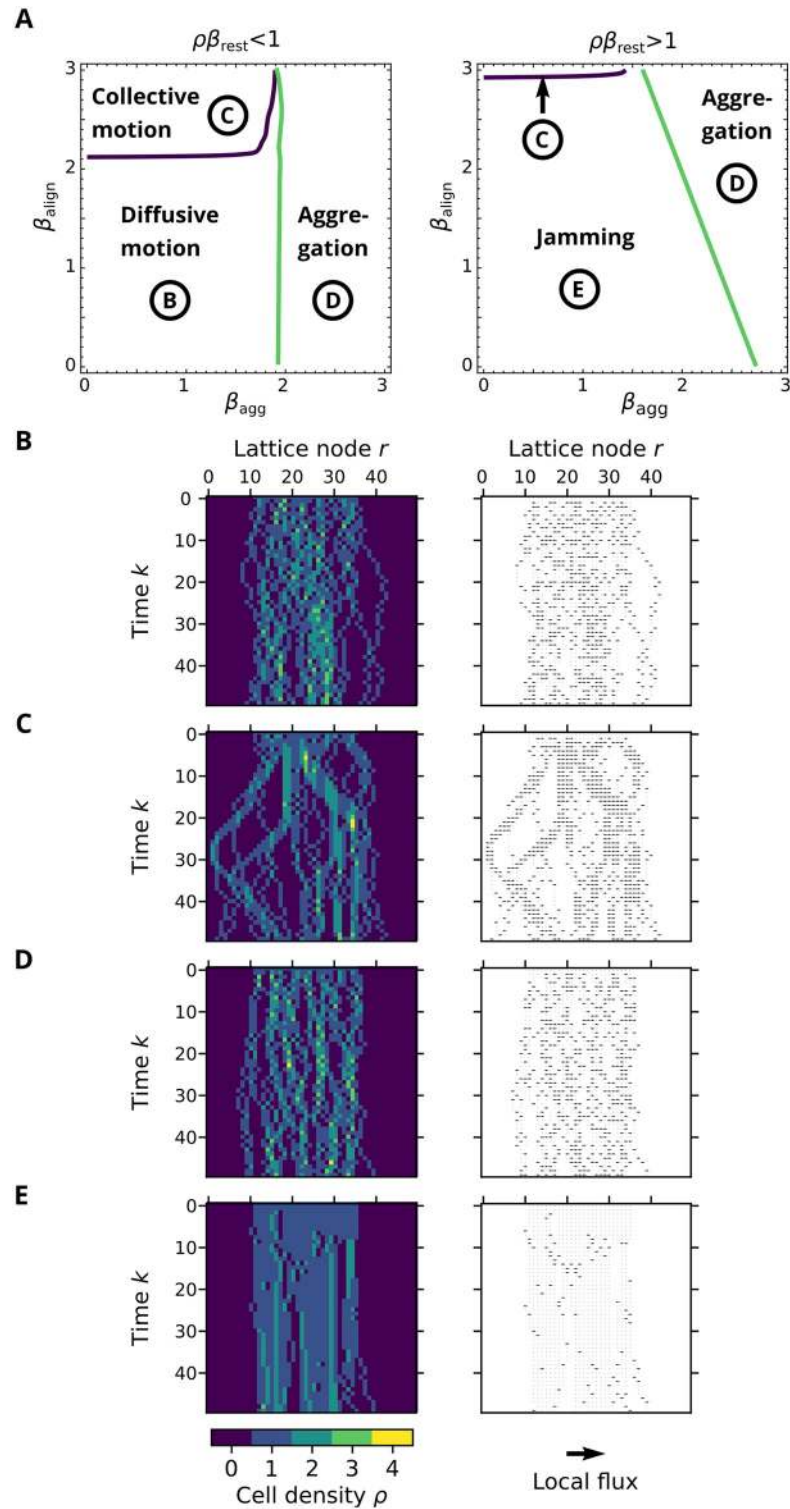 A
ρβrest<1
ρβrest>1
3
2
1
0
βalign
Collective
motion
C
Diffusive
motion
B
Aggre-
gation
D
0 1 2 3
βagg
3
2
1
0
βalign
C
Aggre-
gation
D
Jamming
E
0 1 2 3
βagg
B
Lattice node r
Lattice node r
0 10 20 30 40
0 10 20 30 40
Time k
0
10
20
30
40
C
Time k
0
10
20
30
40
D
Time k
0
10
20
30
40
E
Time k
0
10
20
30
40
0 1 2 3 4
Cell density ρ
Local flux